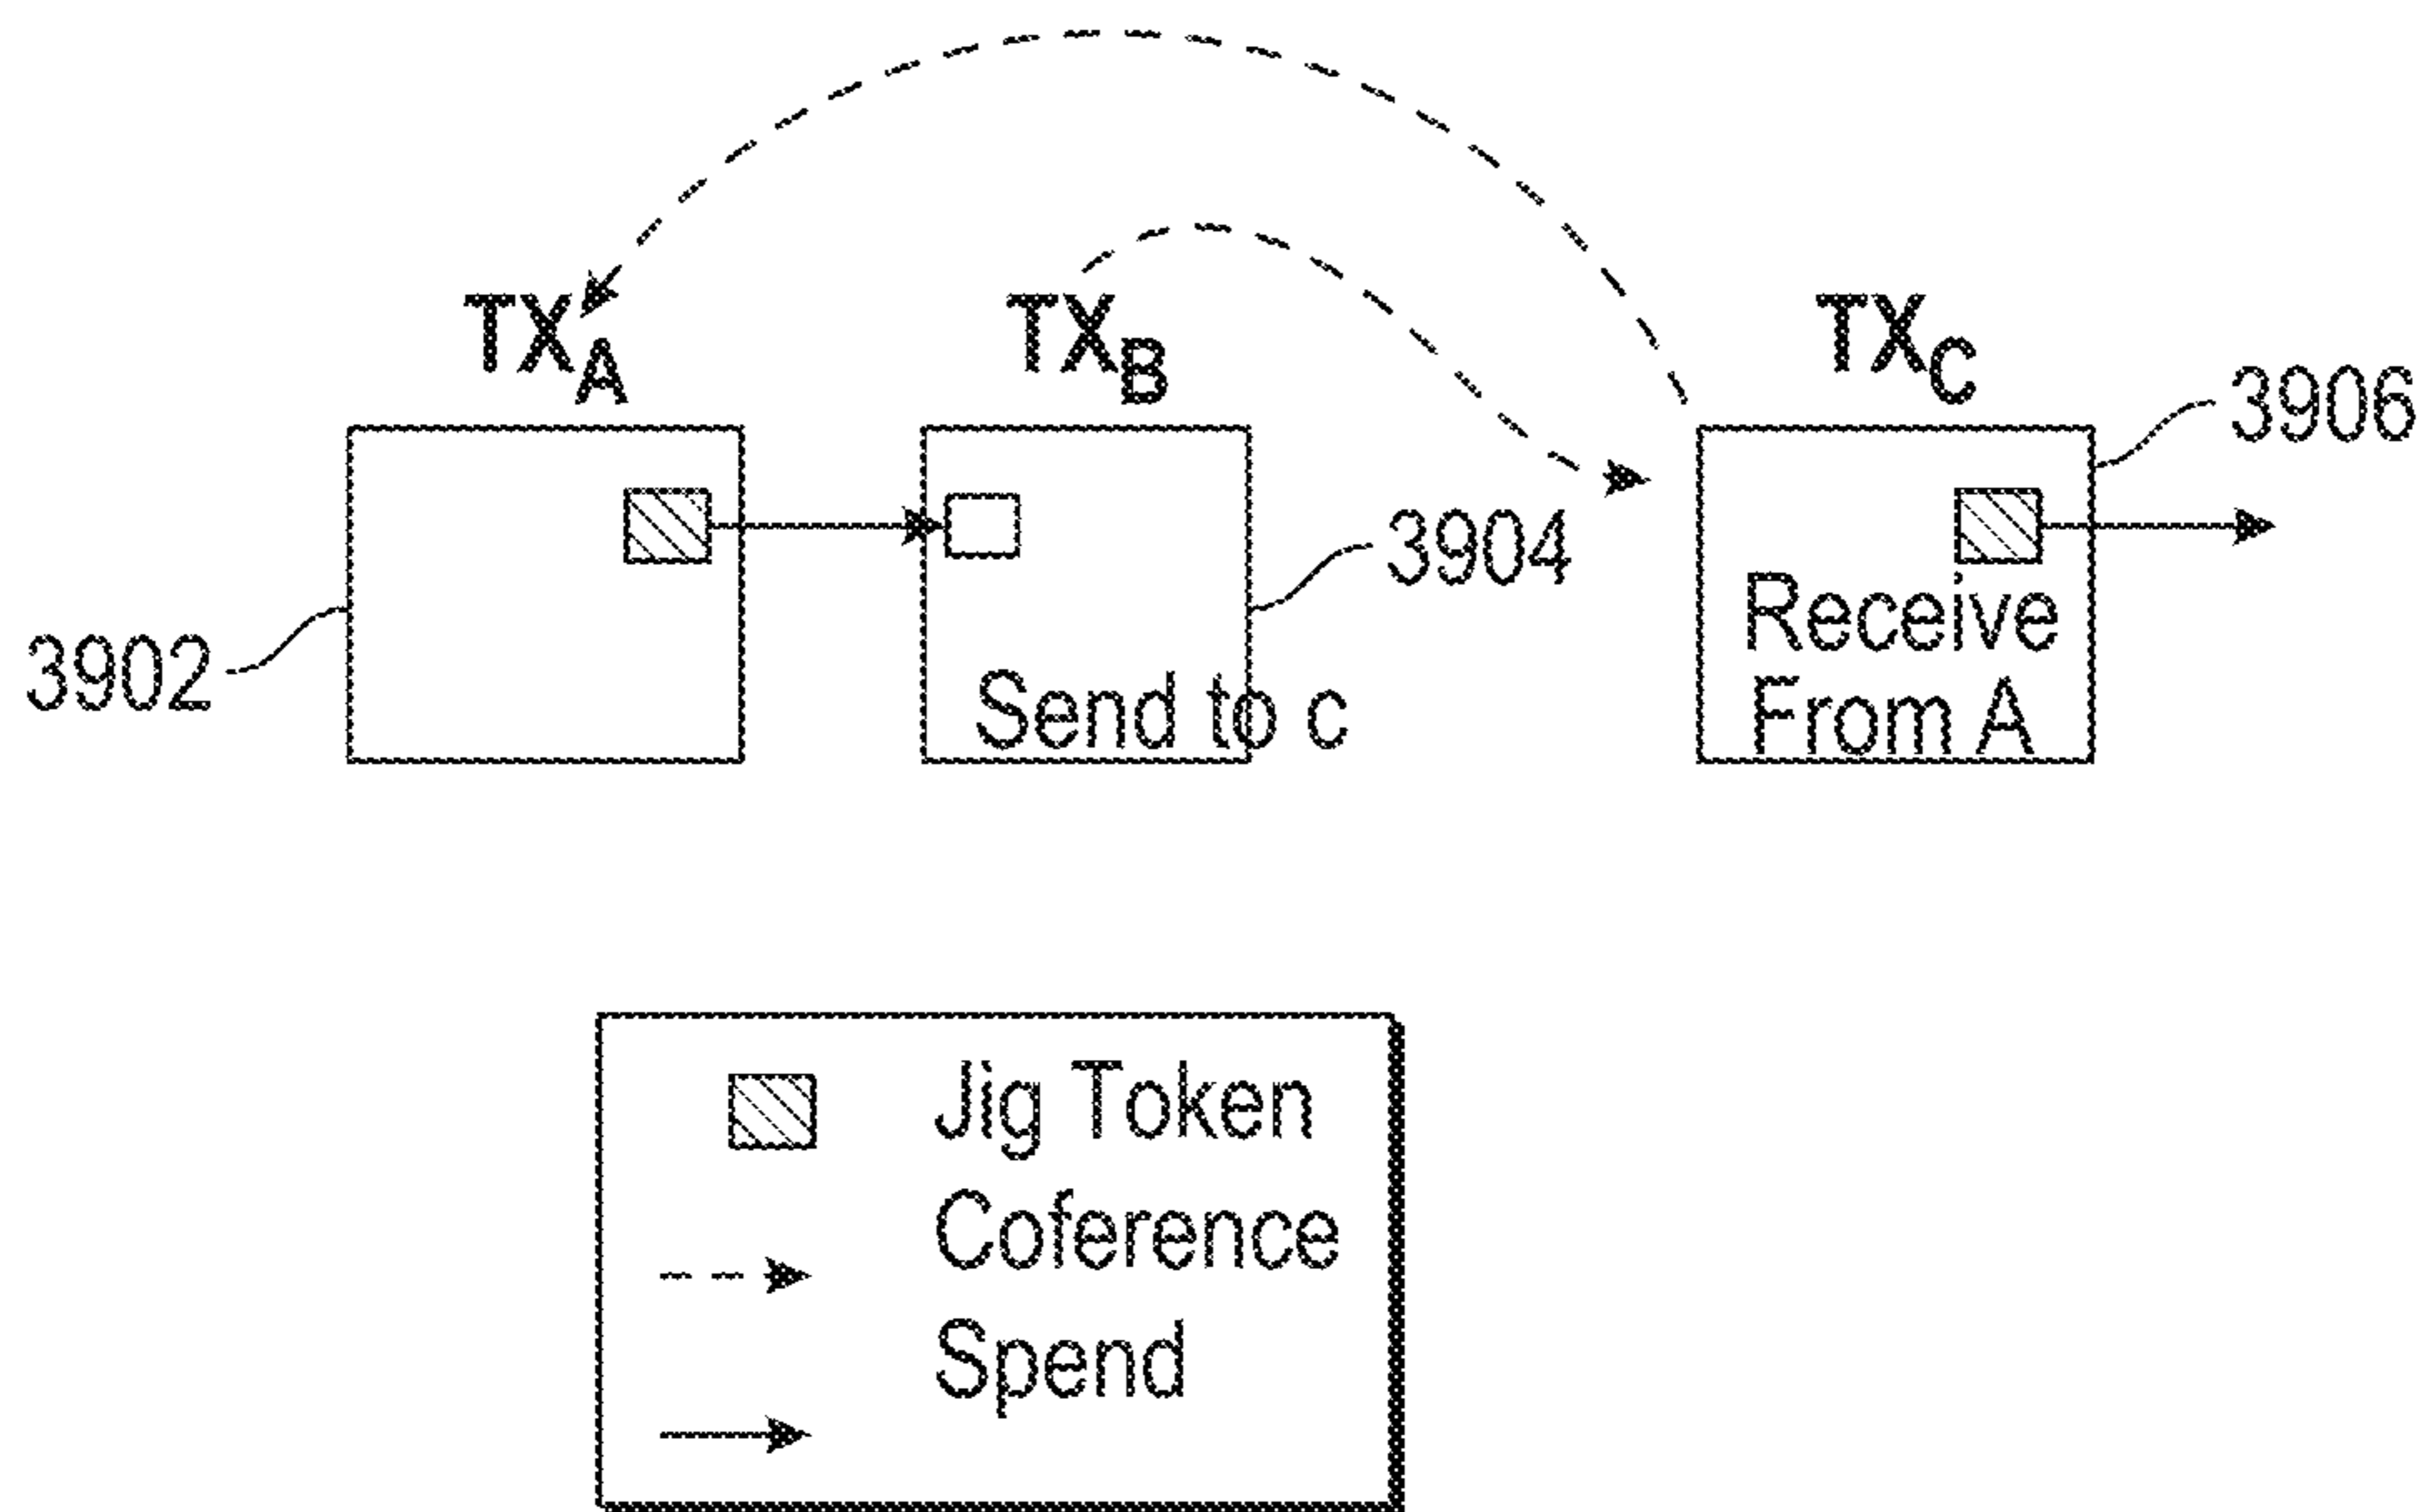 TXA
TXB
TXC
3906
3904
3902
Send to c
Receive
From A
Jig Token
Coference
Spend